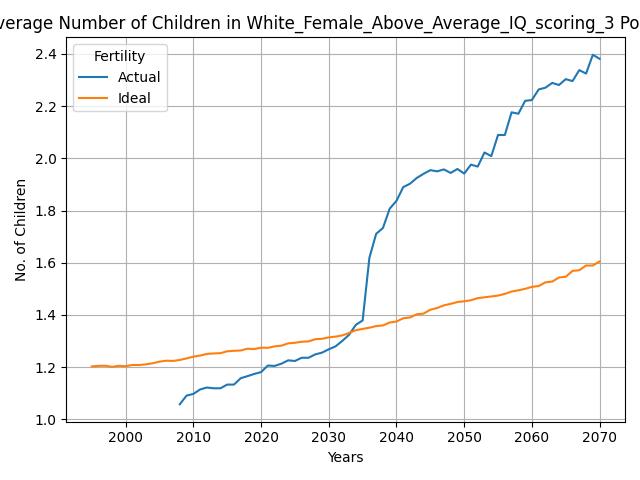 verage Number of Children in White_Female_Above_Average_IQ_scoring_3 Po
Fertility
Actual
Ideal
No. of Children
2.4
2.2
2.0
1.8
1.6
1.4
1.2
1.0
2000 2010 2020 2030 2040 2050 2060 2070
Years